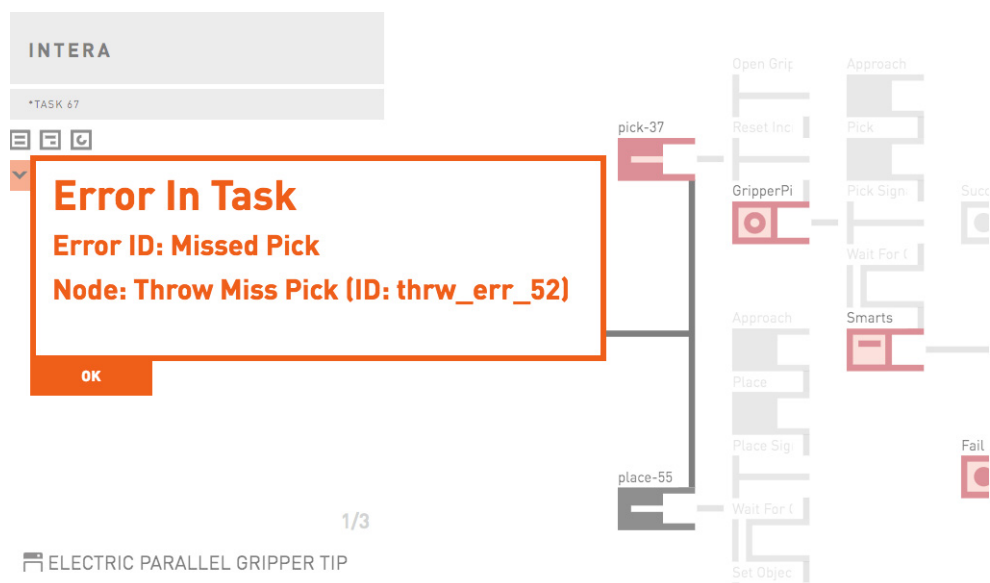 INTERA
*TASK 67
Error In Task
Error ID: Missed Pick
Node: Throw Miss Pick (ID: thrw_err_52)
OK
1/3
ELECTRIC PARALLEL GRIPPER TIP
pick-37
place-55
Open Grip
Reset Inc
GripperPi
Approach
Place
Place Sig
Wait For (
Set Objec
Approach
Pick
Pick Sign
Wait For (
Smarts
Succ
Fail